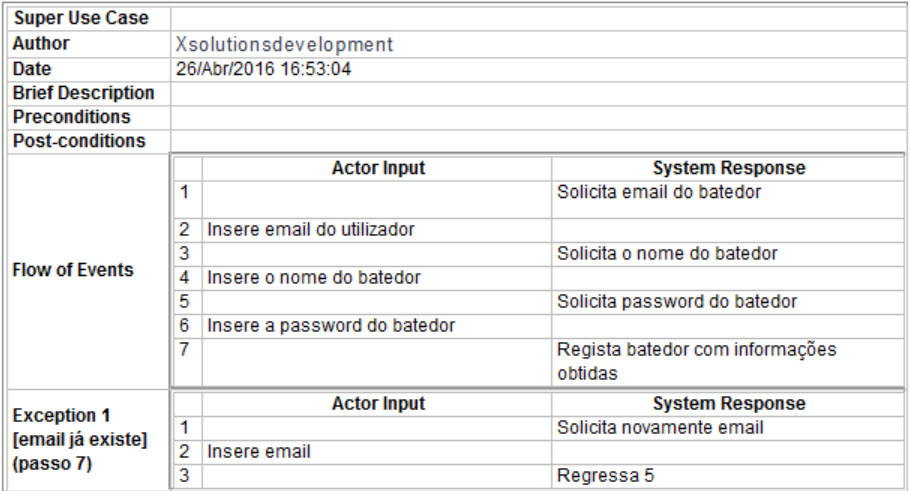 Super Use Case
Author Xsolutionsdevelopment
Date 26/Abr/2016 16:53:04
Brief Description
Preconditions
Post-conditions
Flow of Events
Actor Input System Response
1 Solicita email do batedor
2 Insere email do utilizador
3 Solicita o nome do batedor
4 Insere o nome do batedor
5 Solicita password do batedor
6 Insere a password do batedor
7 Regista batedor com informações
obtidas
Exception 1
[email já existe]
(passo 7)
Actor Input System Response
1 Solicita novamente email
2 Insere email
3 Regressa 5